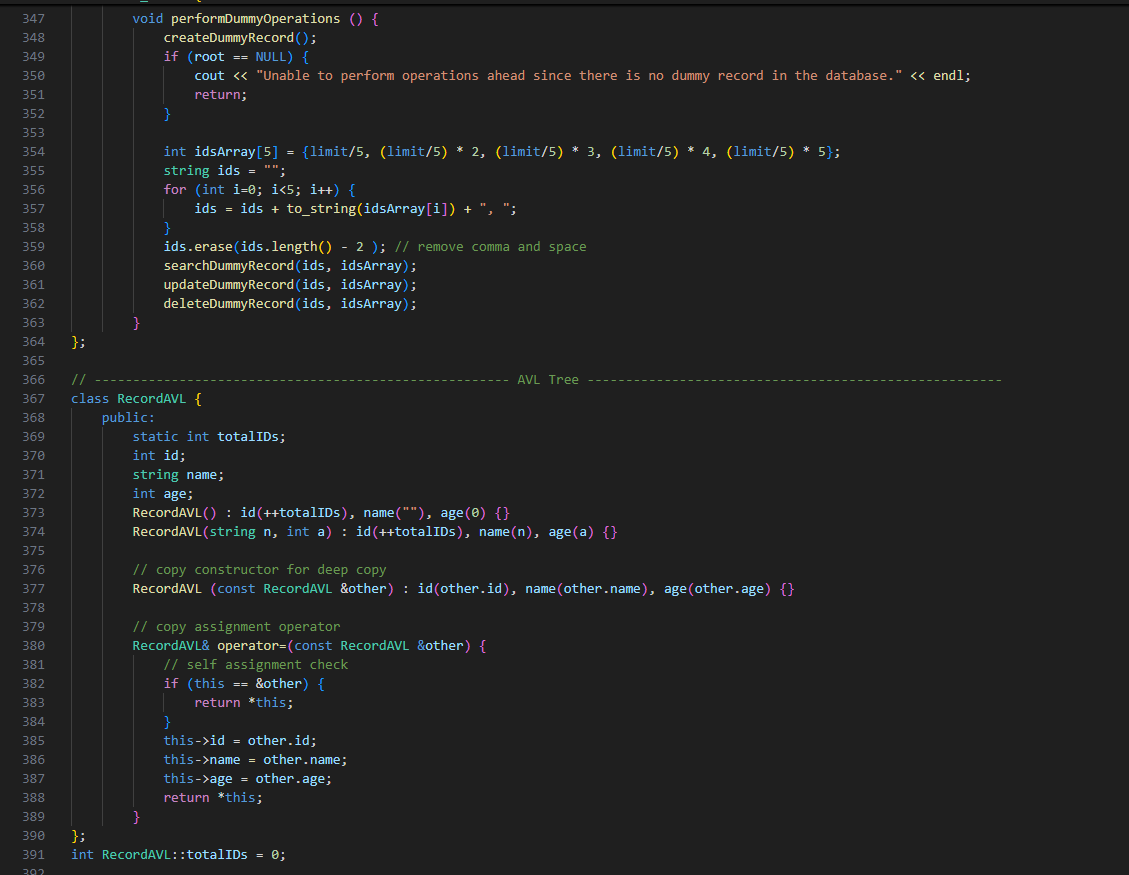 347 void performDummyOperations () {
348 createDummyRecord();
349 if (root == NULL) {
350 cout << "Unable to perform operations ahead since there is no dummy record in the database." << endl;
351 return;
352 }
353
354 int idsArray[5] = {limit/5, (limit/5) * 2, (limit/5) * 3, (limit/5) * 4, (limit/5) * 5};
355 string ids = "";
356 for (int i=0; i<5; i++) {
357 ids = ids + to_string(idsArray[i]) + ", ";
358 }
359 ids.erase(ids.length() - 2 ); // remove comma and space
360 searchDummyRecord(ids, idsArray);
361 updateDummyRecord(ids, idsArray);
362 deleteDummyRecord(ids, idsArray);
363 }
364 };
365
366 // ------------------------------------------------------ AVL Tree ------------------------------------------------------
367 class RecordAVL {
368 public:
369 static int totalIDs;
370 int id;
371 string name;
372 int age;
373 RecordAVL() : id(++totalIDs), name(""), age(0) {}
374 RecordAVL(string n, int a) : id(++totalIDs), name(n), age(a) {}
375
376 // copy constructor for deep copy
377 RecordAVL (const RecordAVL &other) : id(other.id), name(other.name), age(other.age) {}
378
379 // copy assignment operator
380 RecordAVL& operator=(const RecordAVL &other) {
381 // self assignment check
382 if (this == &other) {
383 return *this;
384 }
385 this->id = other.id;
386 this->name = other.name;
387 this->age = other.age;
388 return *this;
389 }
390 };
391 int RecordAVL::totalIDs = 0;
392